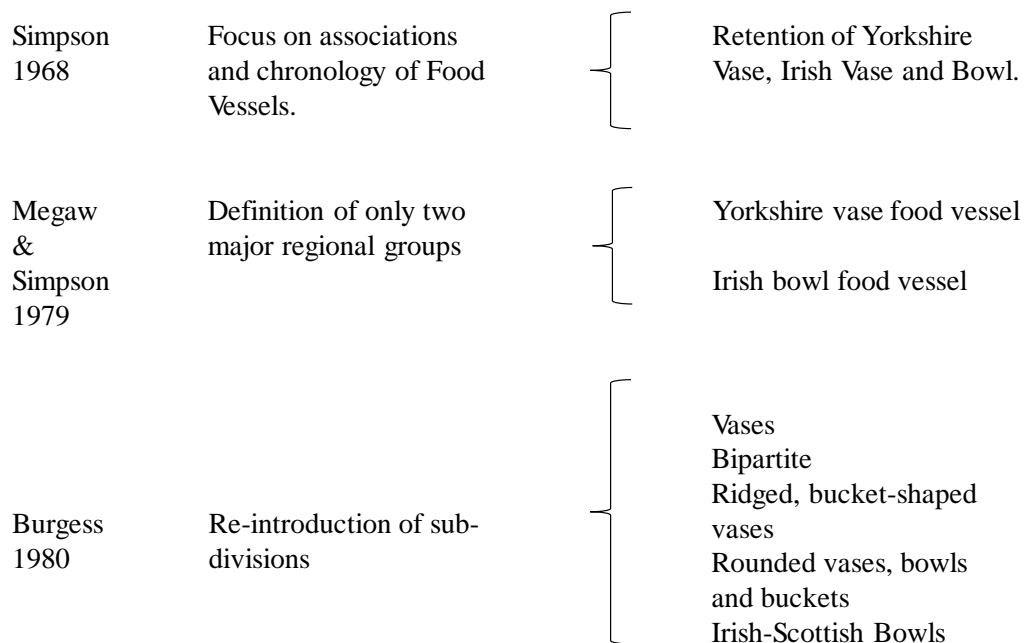 Simpson
1968
Focus on associations
and chronology of Food
Vessels.
Retention of Yorkshire
Vase, Irish Vase and Bowl.
Megaw
&
Simpson
1979
Definition of only two
major regional groups
Yorkshire vase food vessel
Irish bowl food vessel
Burgess
1980
Re-introduction of sub-
divisions
Vases
Bipartite
Ridged, bucket-shaped
vases
Rounded vases, bowls
and buckets
Irish-Scottish Bowls